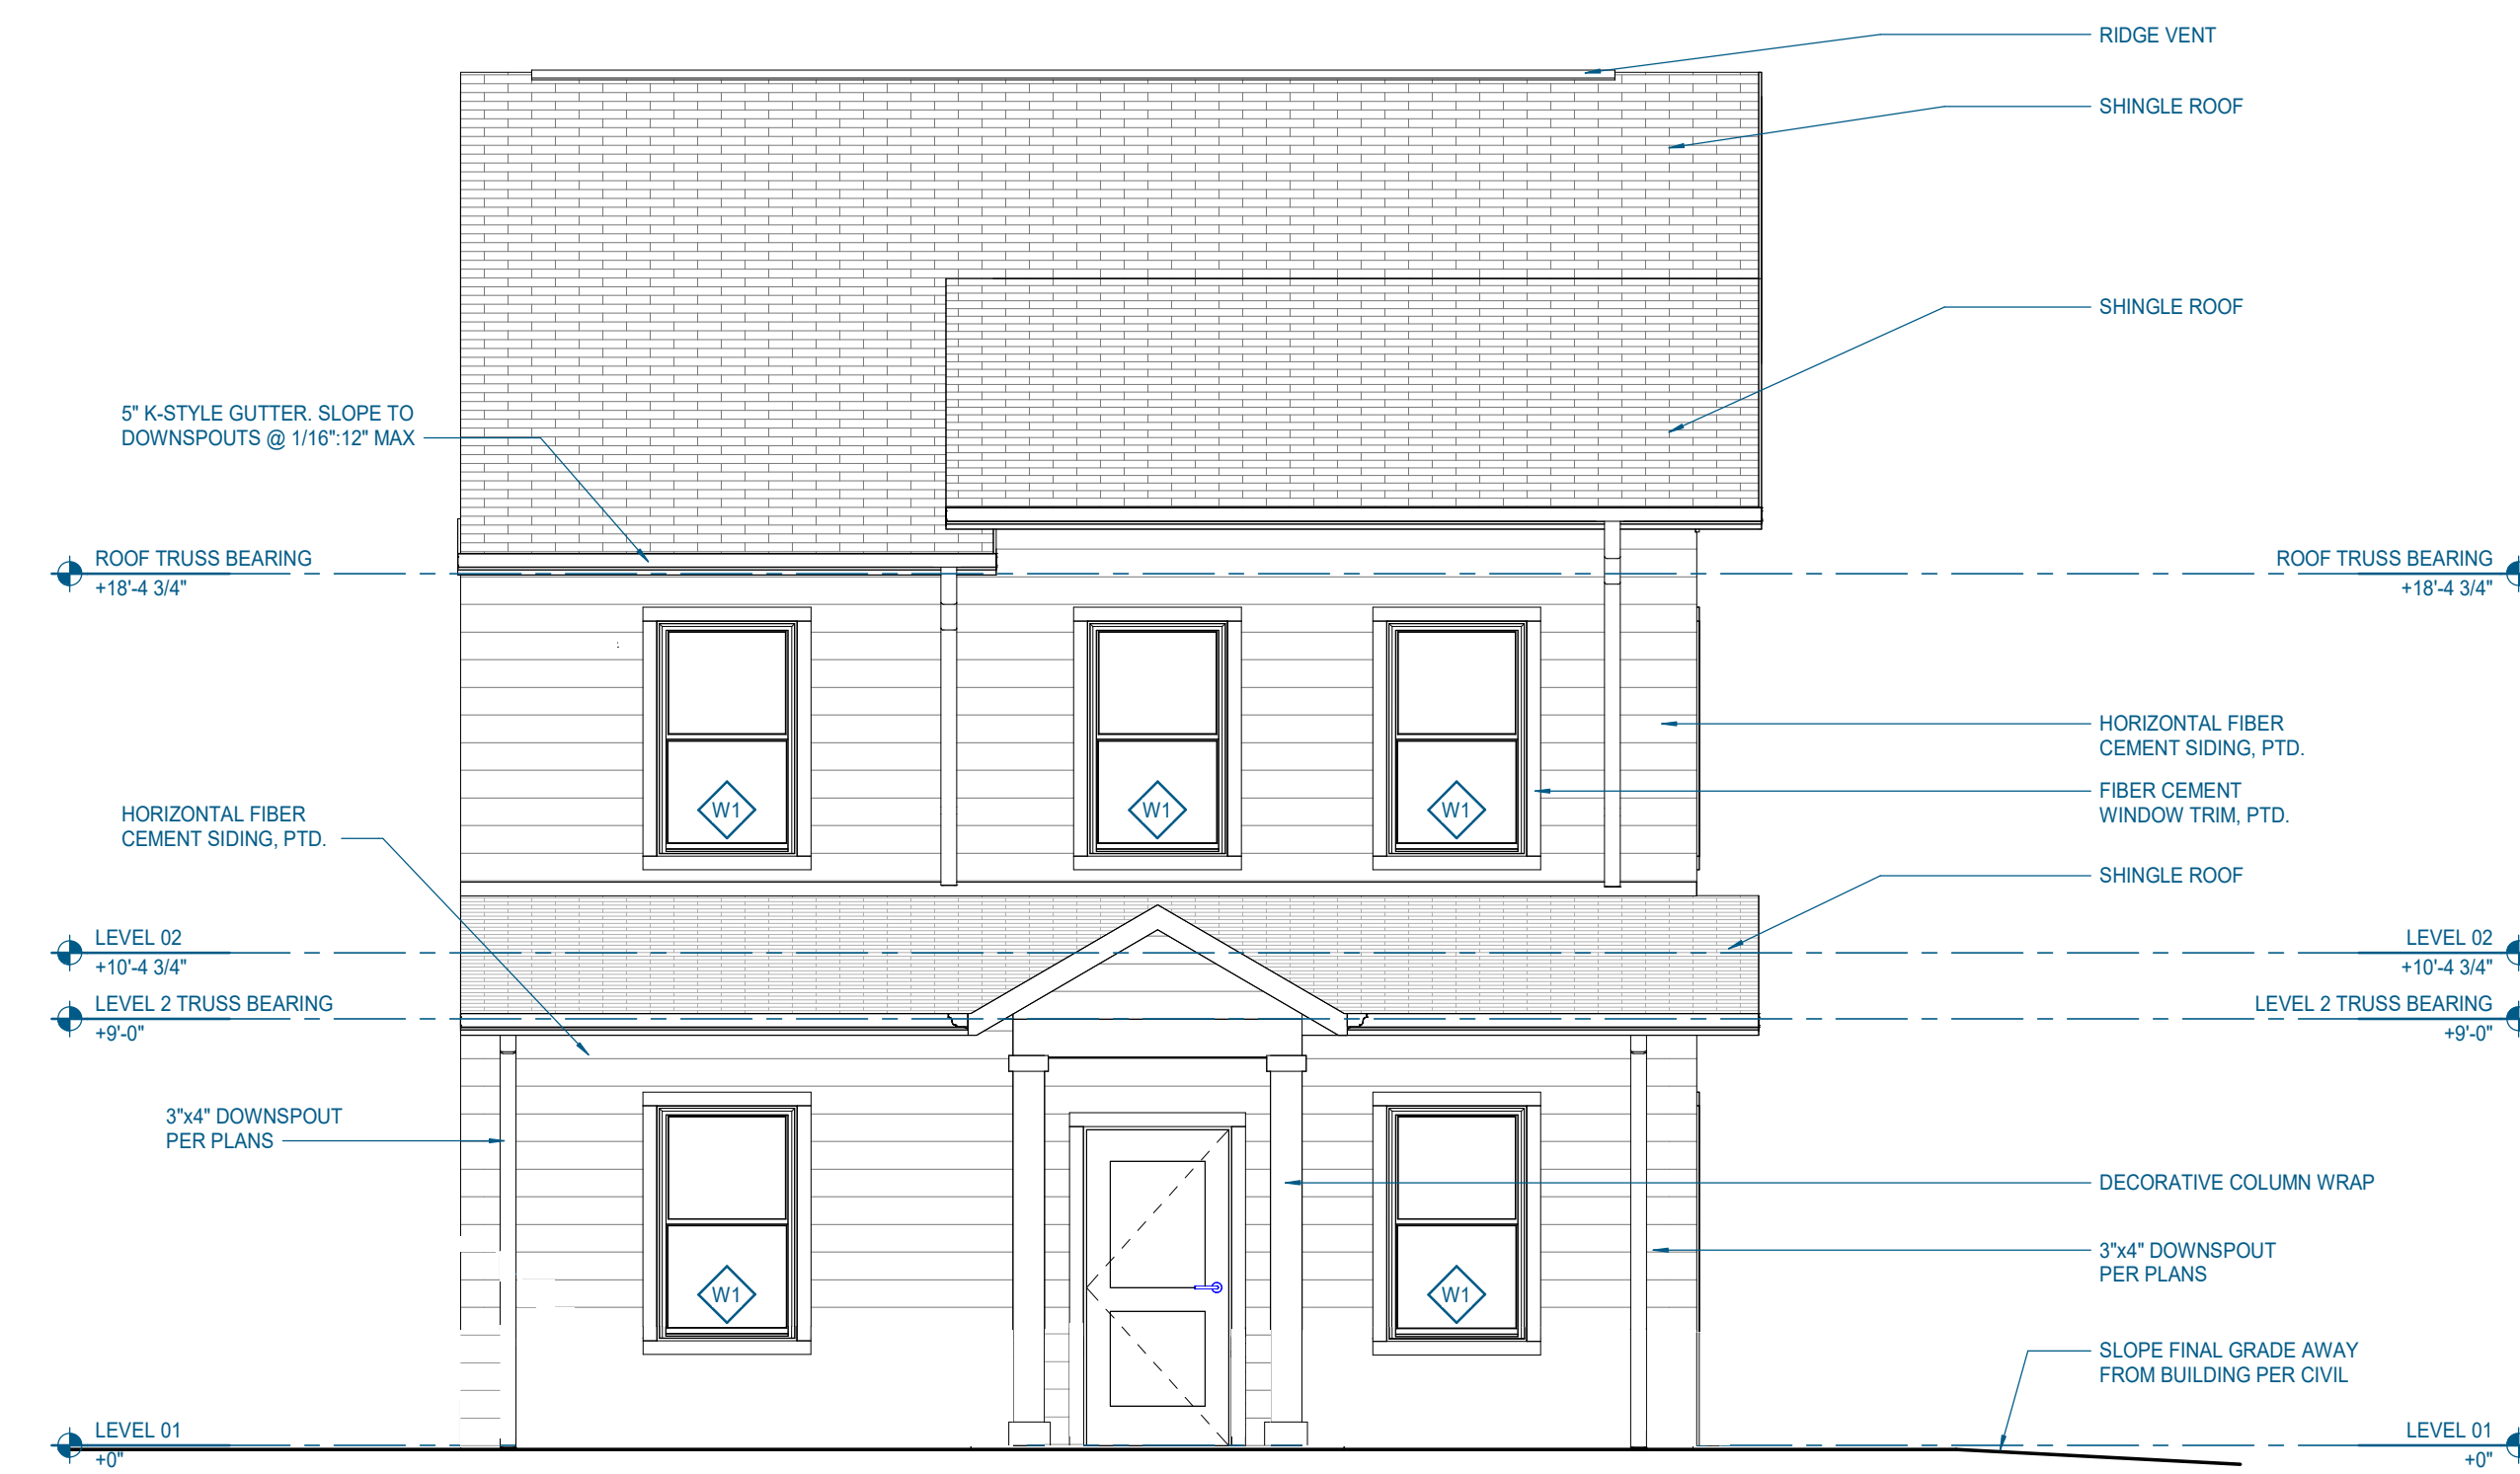 RIDGE VENT
SHINGLE ROOF
SHINGLE ROOF
5" K-STYLE GUTTER. SLOPE TO
DOWNSPOUTS @ 1/16":12" MAX
ROOF TRUSS BEARING
+18'-4 3/4"
ROOF TRUSS BEARING
+18'-4 3/4"
HORIZONTAL FIBER
CEMENT SIDING, PTD.
FIBER CEMENT
WINDOW TRIM, PTD.
W1
W1
W1
HORIZONTAL FIBER
CEMENT SIDING, PTD.
SHINGLE ROOF
LEVEL 02
+10'-4 3/4"
LEVEL 02
+10'-4 3/4"
LEVEL 2 TRUSS BEARING
+9'-0"
LEVEL 2 TRUSS BEARING
+9'-0"
3"x4" DOWNSPOUT
PER PLANS
DECORATIVE COLUMN WRAP
3"x4" DOWNSPOUT
PER PLANS
W1
W1
SLOPE FINAL GRADE AWAY
FROM BUILDING PER CIVIL
LEVEL 01
+0"
LEVEL 01
+0"